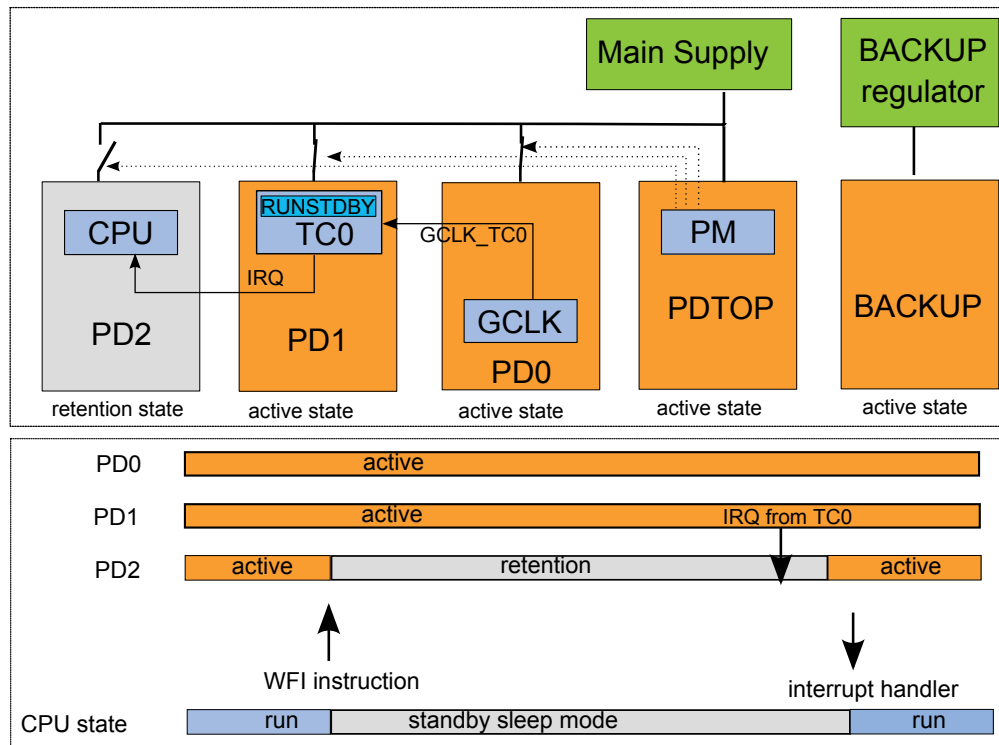 Main Supply
BACKUP
regulator
CPU
RUNSTDBY
TC0
GCLK_TC0
PM
IRQ
GCLK
PD2
PD1
PD0
PDTOP
BACKUP
retention state
active state
active state
active state
active state
PD0
active
PD1
active
IRQ from TC0
PD2
active
retention
active
WFI instruction
interrupt handler
CPU state
run
standby sleep mode
run